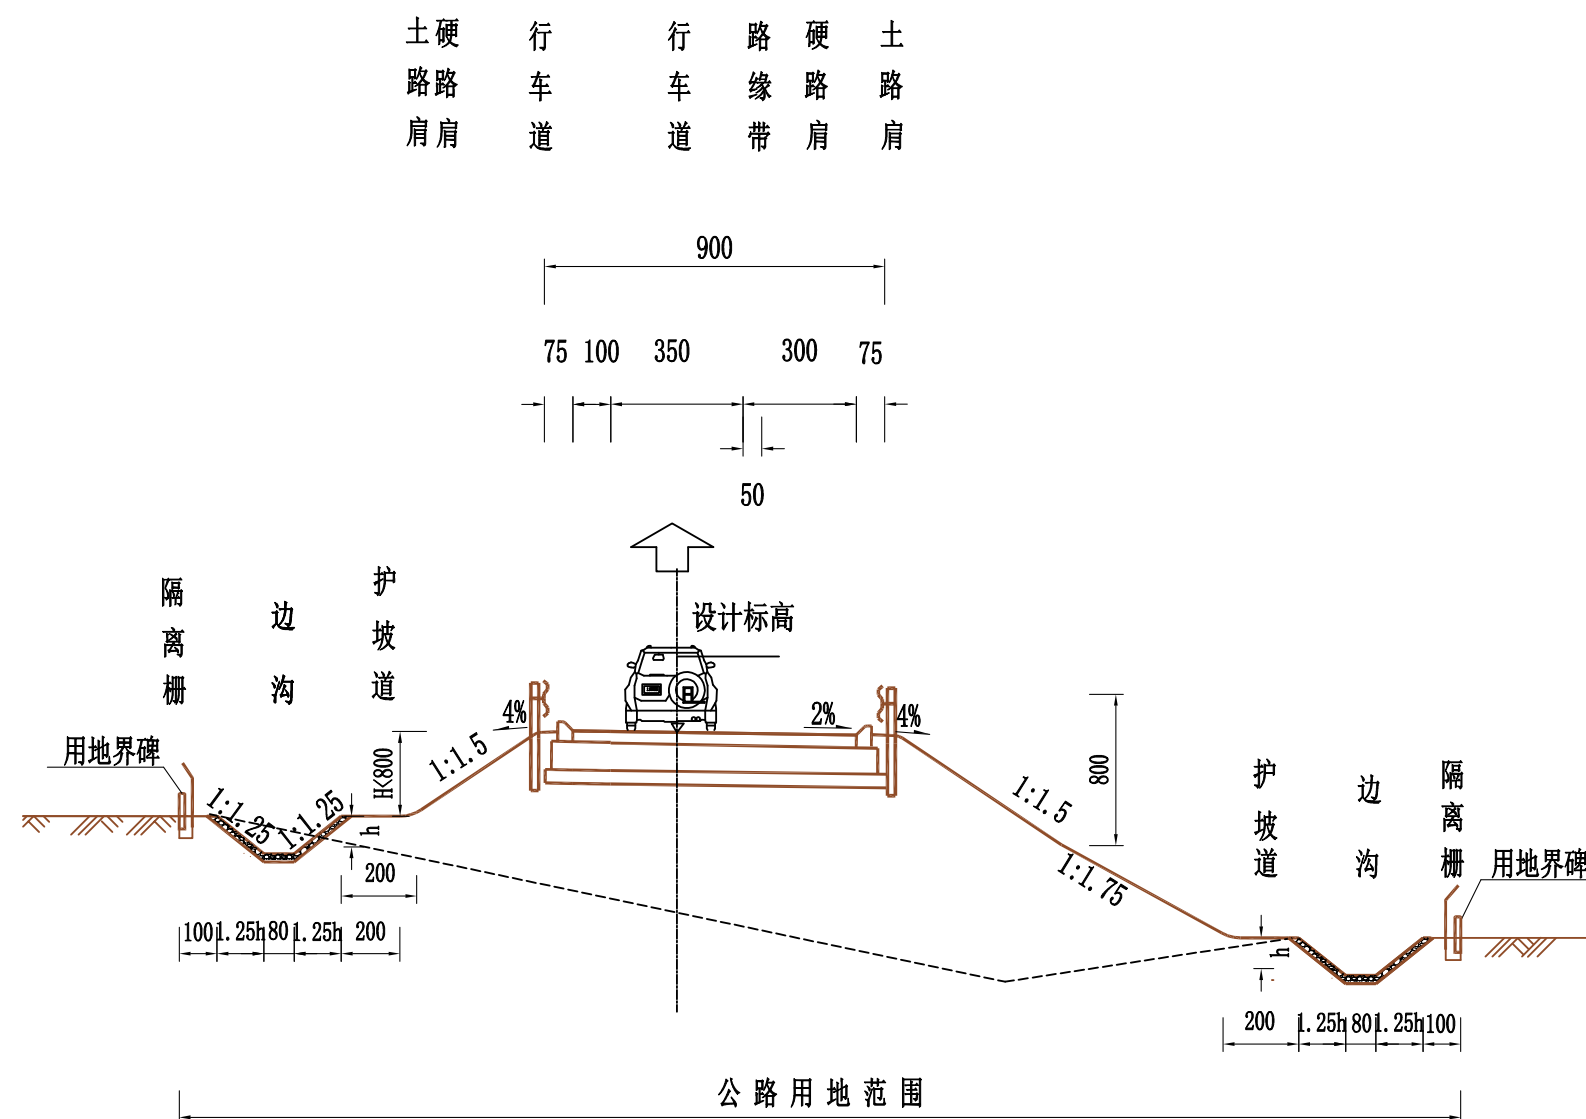 土路肩
硬路肩
行车道
行车道
路缘带
硬路肩
土路肩
900
75
100
350
300
75
50
隔离栅
边沟
护坡道
设计标高
4%
2%
4%
用地界碑
1:1.25
1:1.25
H<800
1:1.5
h
200
100
1.25h
80
1.25h
200
1:1.5
800
1:1.75
护坡道
边沟
隔离栅
用地界碑
h
200
1.25h
80
1.25h
100
公路用地范围